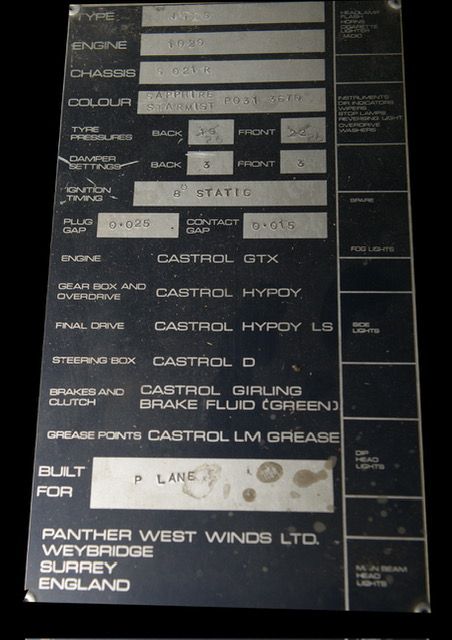 TYPE
ENGINE
CHASSIS
COLOUR SAPPHIRE
STARMIST PO31
TYRE
PRESSURES BACK FRONT 22
DAMPER
SETTINGS BACK 3 FRONT 3
IGNITION
TIMING 8° STATIC
PLUG
GAP 0.025 CONTACT
GAP 0.015
ENGINE CASTROL GTX
GEAR BOX AND
OVERDRIVE CASTROL HYPOY
FINAL DRIVE CASTROL HYPOY LS
STEERING BOX CASTROL D
BRAKES AND
CLUTCH CASTROL GIRLING
BRAKE FLUID (GREEN)
GREASE POINTS CASTROL LM GREASE
BUILT
FOR P LANE
PANTHER WEST WINDS LTD.
WEYBRIDGE
SURREY
ENGLAND
HEADLAMP
FLASH
HORNS
CIGARETTE
LIGHTER
RADIO
INSTRUMENTS
DIR. INDICATORS
WIPERS
STOP LAMPS
REVERSING LIGHT
OVERDRIVE
WASHERS
SPARE
FOG LIGHTS
SIDE
LIGHTS
DIP
HEAD
LIGHTS
MAIN BEAM
HEAD
LIGHTS